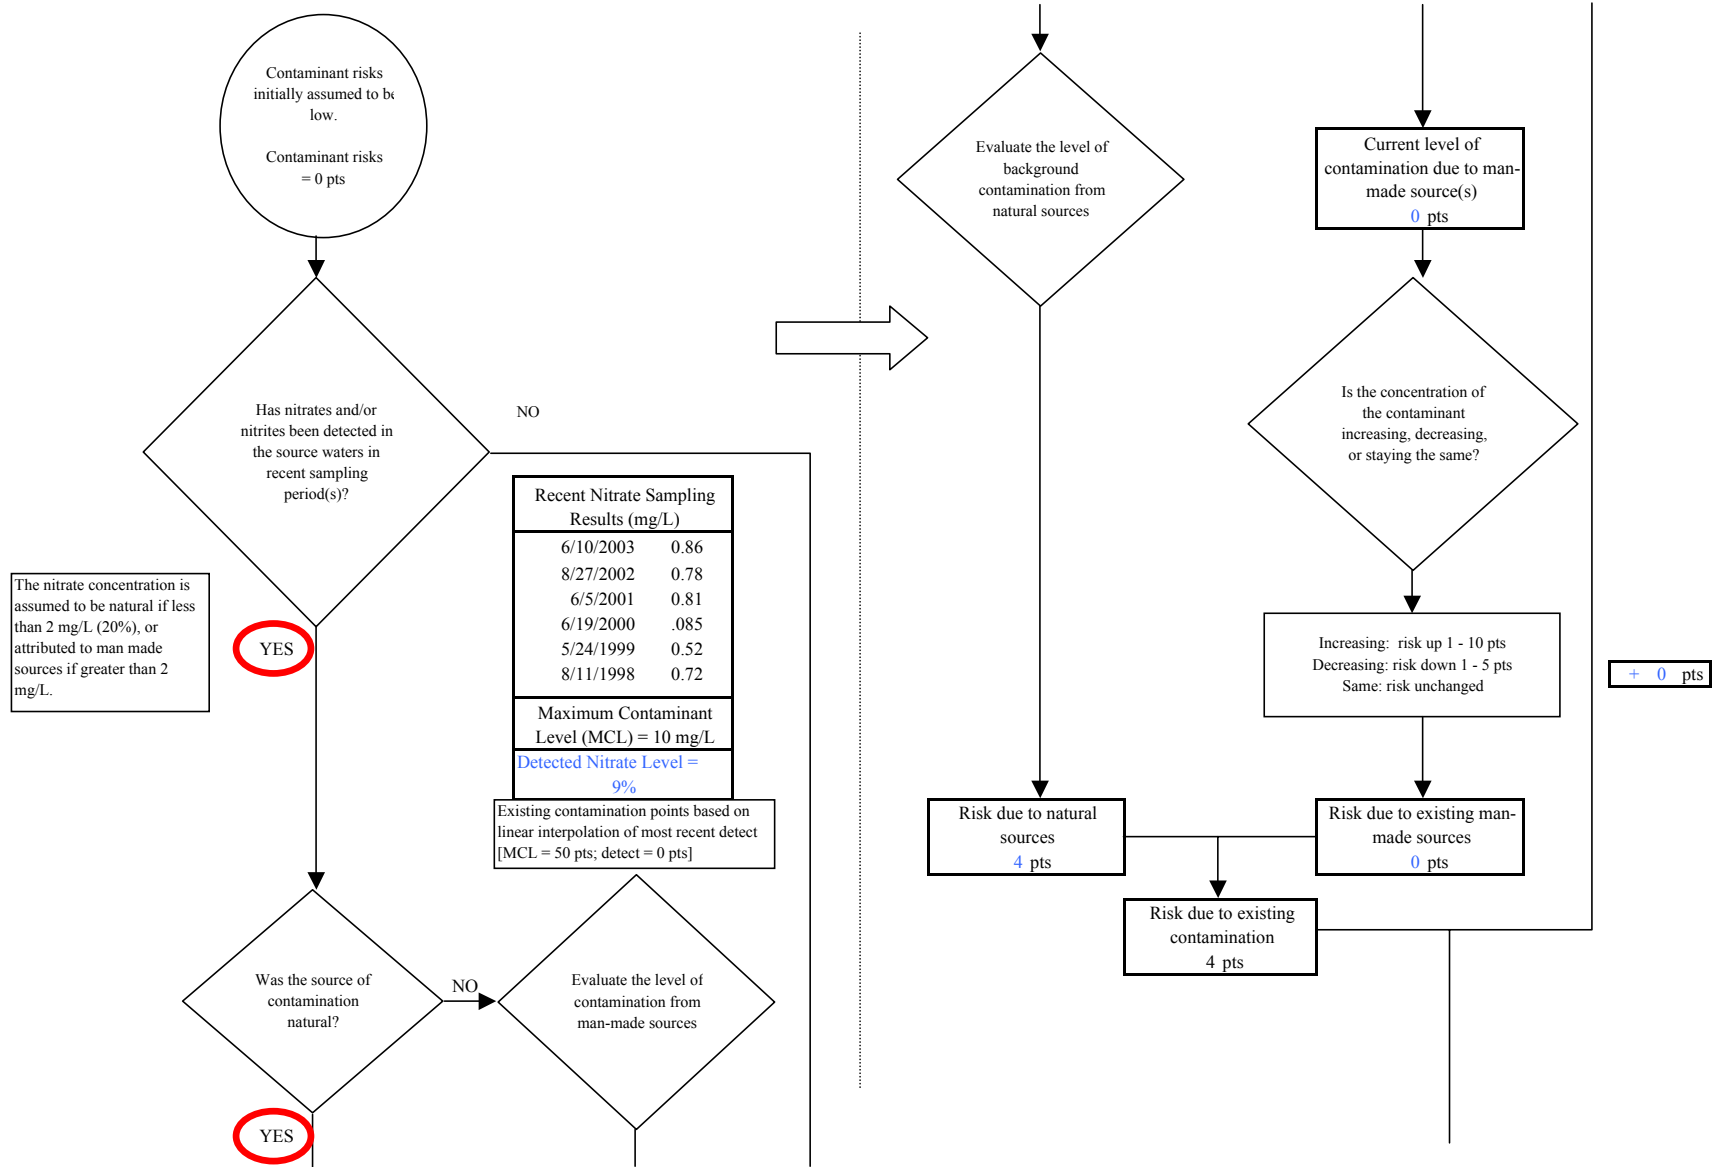 Contaminant risks
initially assumed to be
low.
Contaminant risks
= 0 pts
Has nitrates and/or
nitrites been detected in
the source waters in
recent sampling
period(s)?
NO
The nitrate concentration is
assumed to be natural if less
than 2 mg/L (20%), or
attributed to man made
sources if greater than 2
mg/L.
YES
Recent Nitrate Sampling
Results (mg/L)
6/10/2003 0.86
8/27/2002 0.78
6/5/2001 0.81
6/19/2000 .085
5/24/1999 0.52
8/11/1998 0.72
Maximum Contaminant
Level (MCL) = 10 mg/L
Detected Nitrate Level =
9%
Existing contamination points based on
linear interpolation of most recent detect
[MCL = 50 pts; detect = 0 pts]
Was the source of
contamination
natural?
NO
Evaluate the level of
contamination from
man-made sources
YES
Evaluate the level of
background
contamination from
natural sources
Current level of
contamination due to man-
made source(s)
0 pts
Is the concentration of
the contaminant
increasing, decreasing,
or staying the same?
Increasing: risk up 1 - 10 pts
Decreasing: risk down 1 - 5 pts
Same: risk unchanged
+ 0 pts
Risk due to natural
sources
4 pts
Risk due to existing man-
made sources
0 pts
Risk due to existing
contamination
4 pts